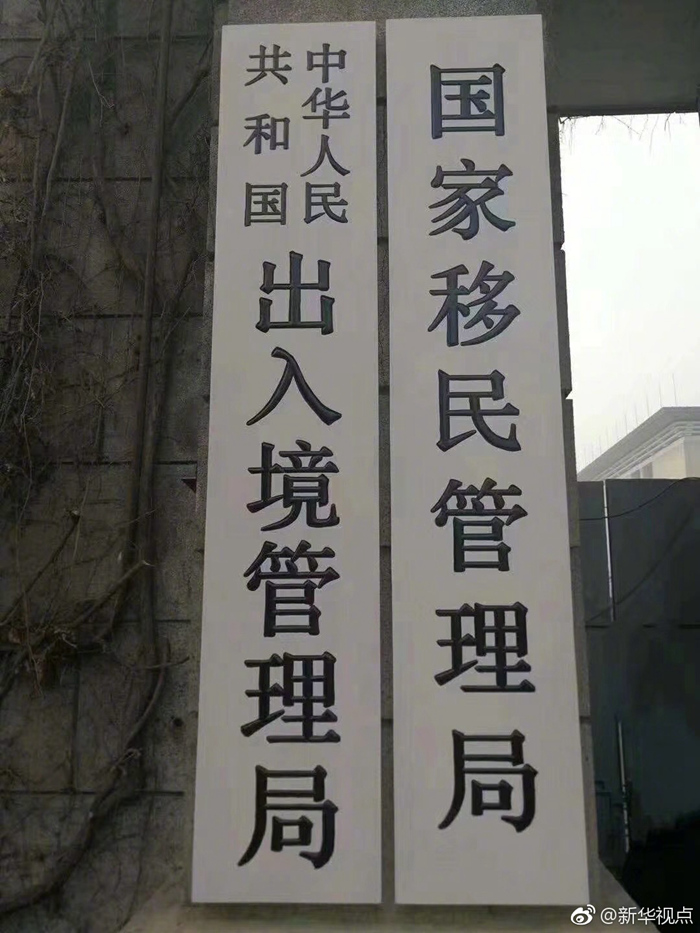 国家移民管理局
中华人民
共和国
出入境管理局
@新华视点